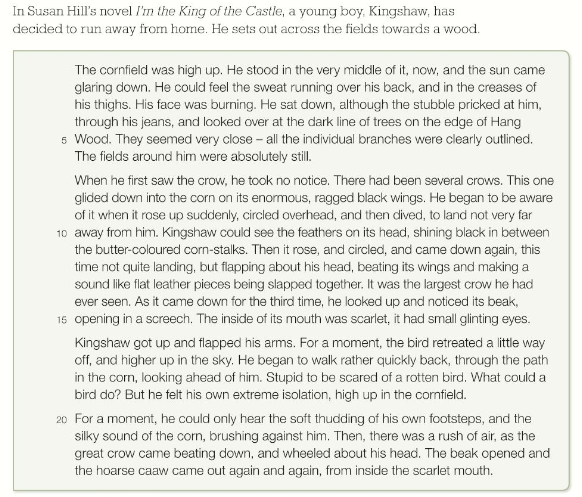 In Susan Hill's novel I'm the King of the Castle, a young boy, Kingshaw, has
decided to run away from home. He sets out across the fields towards a wood.
The cornfield was high up. He stood in the very middle of it, now, and the sun came
glaring down. He could feel the sweat running over his back, and in the creases of
his thighs. His face was burning. He sat down, although the stubble pricked at him,
through his jeans, and looked over at the dark line of trees on the edge of Hang
5 Wood. They seemed very close – all the individual branches were clearly outlined.
The fields around him were absolutely still.
When he first saw the crow, he took no notice. There had been several crows. This one
glided down into the corn on its enormous, ragged black wings. He began to be aware
of it when it rose up suddenly, circled overhead, and then dived, to land not very far
10 away from him. Kingshaw could see the feathers on its head, shining black in between
the butter-coloured corn-stalks. Then it rose, and circled, and came down again, this
time not quite landing, but flapping about his head, beating its wings and making a
sound like flat leather pieces being slapped together. It was the largest crow he had
ever seen. As it came down for the third time, he looked up and noticed its beak,
15 opening in a screech. The inside of its mouth was scarlet, it had small glinting eyes.
Kingshaw got up and flapped his arms. For a moment, the bird retreated a little way
off, and higher up in the sky. He began to walk rather quickly back, through the path
in the corn, looking ahead of him. Stupid to be scared of a rotten bird. What could a
bird do? But he felt his own extreme isolation, high up in the cornfield.
20 For a moment, he could only hear the soft thudding of his own footsteps, and the
silky sound of the corn, brushing against him. Then, there was a rush of air, as the
great crow came beating down, and wheeled about his head. The beak opened and
the hoarse caaw came out again and again, from inside the scarlet mouth.